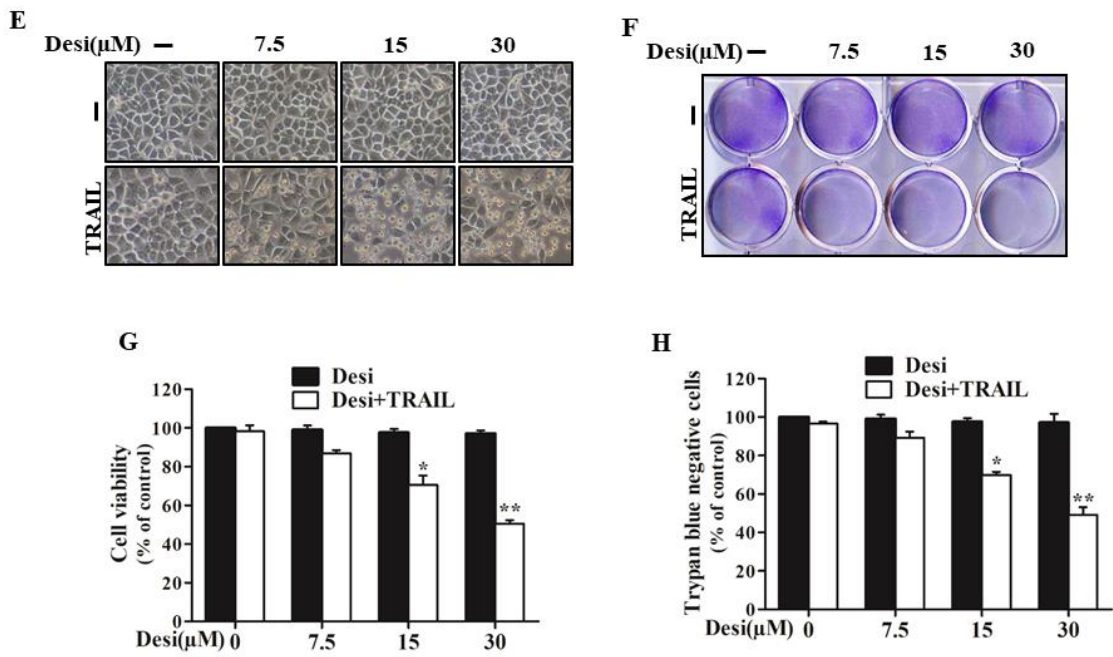 E
Desi(µM) – 7.5 15 30
–
TRAIL
F
Desi(µM) – 7.5 15 30
–
TRAIL
G
Desi
Desi+TRAIL
Cell viability
(% of control)
120
100
80
60
40
20
0
*
**
Desi(µM) 0 7.5 15 30
H
Desi
Desi+TRAIL
Trypan blue negative cells
(% of control)
120
100
80
60
40
20
0
*
**
Desi(µM) 0 7.5 15 30